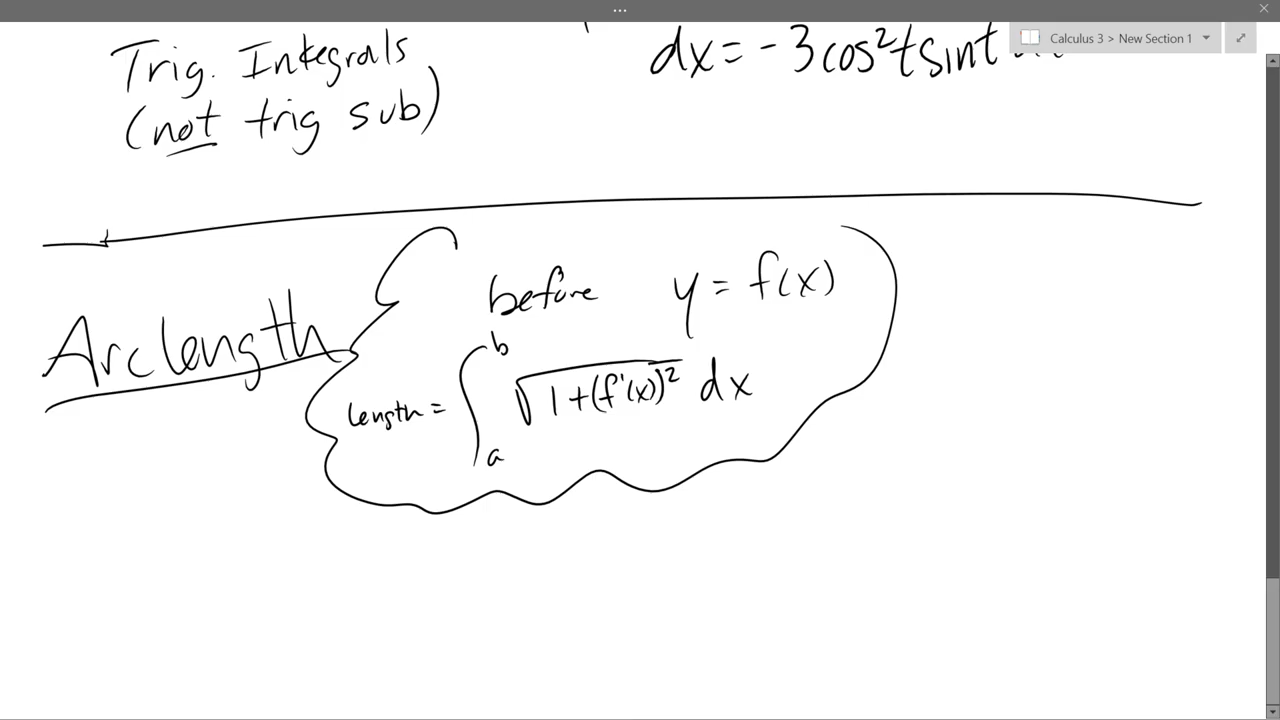 ...
Calculus 3 > New Section 1
Trig. Integrals
(not trig sub)
dx = -3cos²t sint
Arclength
before y = f(x)
length = ∫ₐᵇ √(1+(f'(x))²) dx